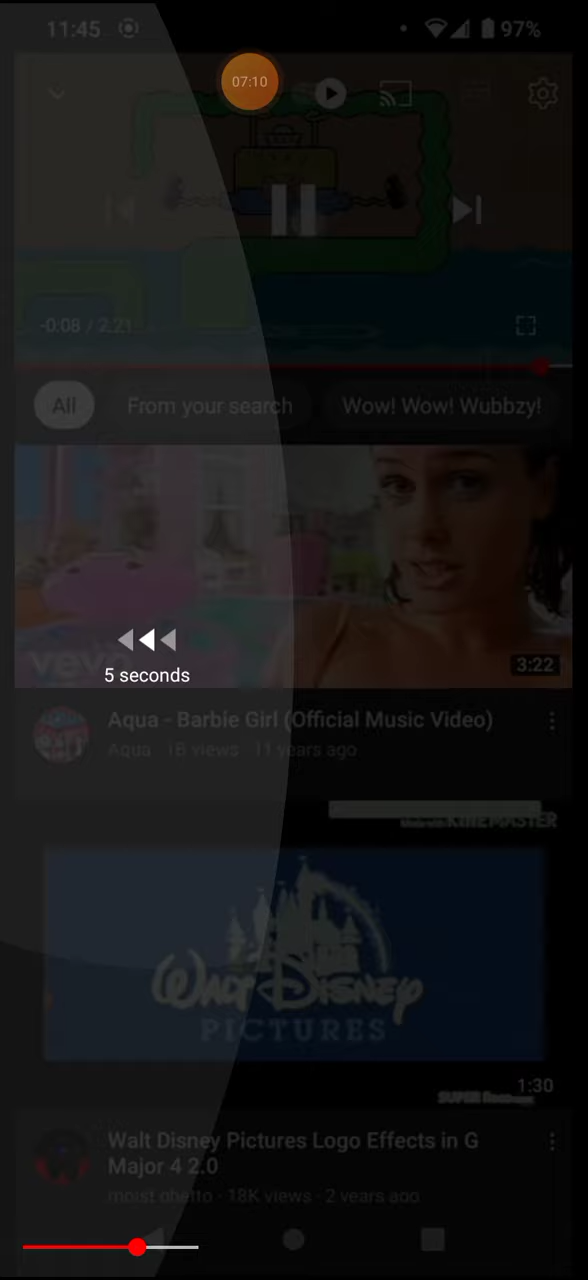 11:45
97%
07:10
-0:08 / 2:21
All
From your search
Wow! Wow! Wubbzy!
vevo
3:22
5 seconds
Aqua - Barbie Girl (Official Music Video)
Aqua · 1B views · 11 years ago
Made with KINEMASTER
WALT DISNEY
PICTURES
1:30
SUPER
Walt Disney Pictures Logo Effects in G
Major 4 2.0
moist ghetto · 18K views · 2 years ago